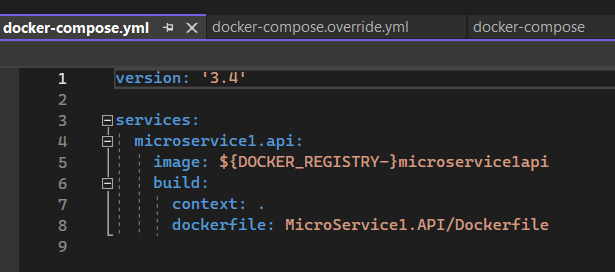 docker-compose.yml docker-compose.override.yml docker-compose
1 version: '3.4'
2
3 services:
4 microservice1.api:
5 image: ${DOCKER_REGISTRY-}microservice1api
6 build:
7 context: .
8 dockerfile: MicroService1.API/Dockerfile
9